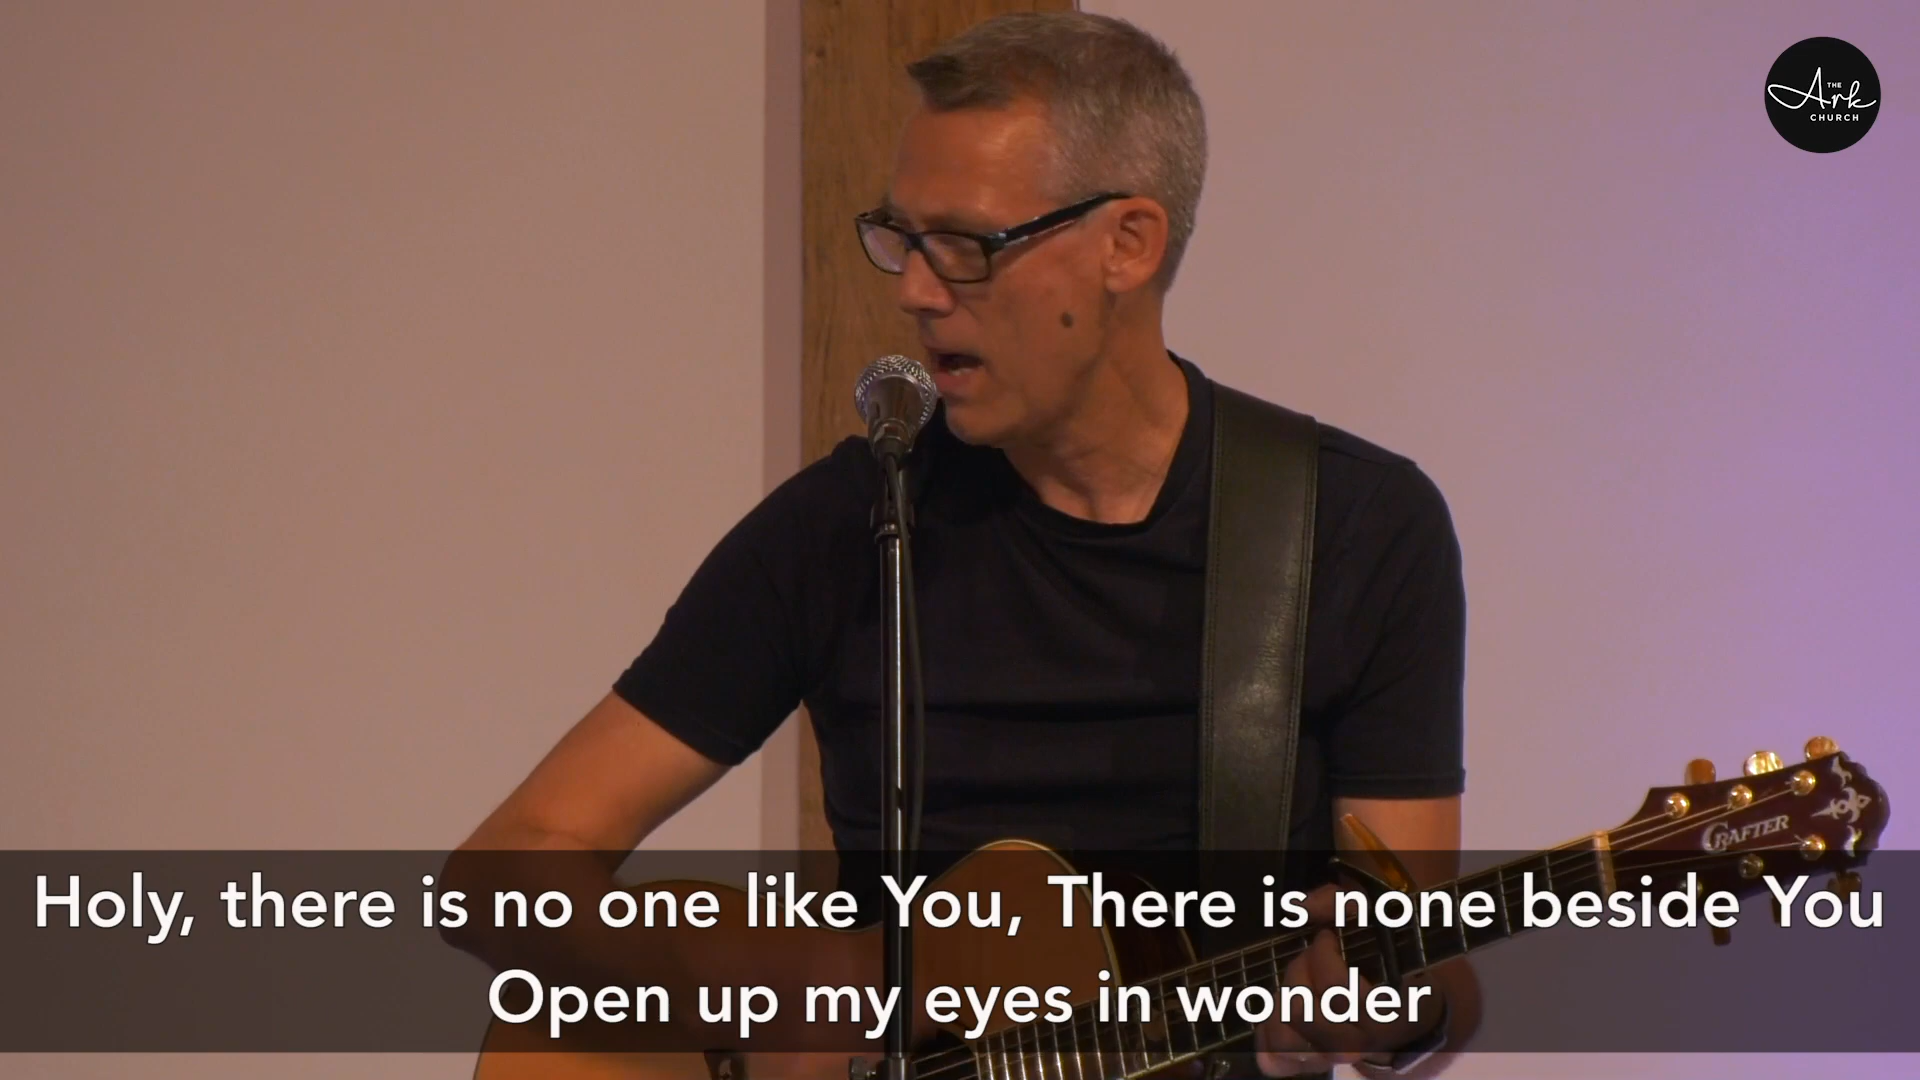 THE
Ark
CHURCH
CRAFTER
Holy, there is no one like You, There is none beside You
Open up my eyes in wonder